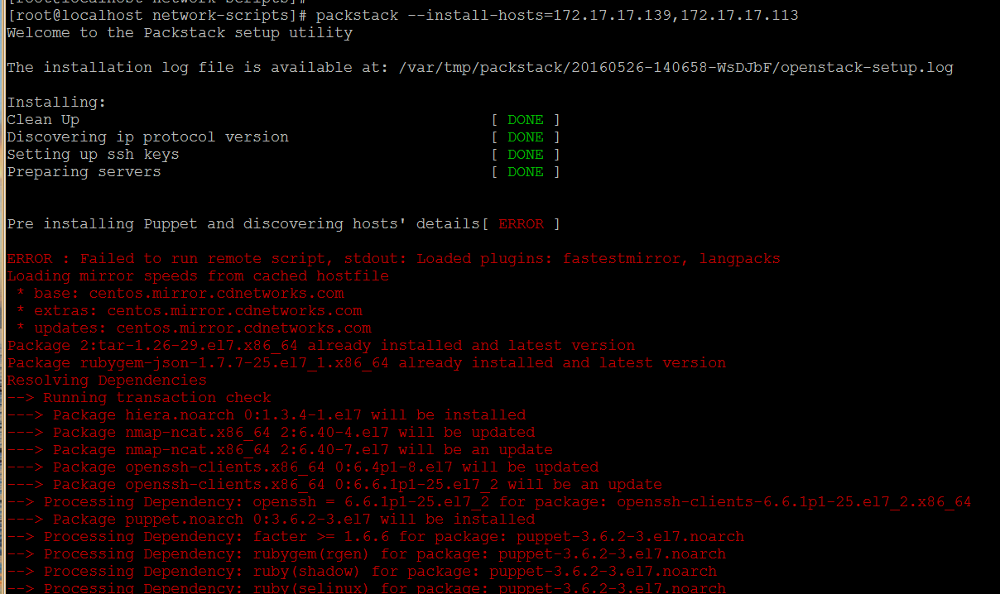 [root@localhost network-scripts]#
[root@localhost network-scripts]# packstack --install-hosts=172.17.17.139,172.17.17.113
Welcome to the Packstack setup utility
The installation log file is available at: /var/tmp/packstack/20160526-140658-WsDJbF/openstack-setup.log
Installing:
Clean Up [ DONE ]
Discovering ip protocol version [ DONE ]
Setting up ssh keys [ DONE ]
Preparing servers [ DONE ]
Pre installing Puppet and discovering hosts' details[ ERROR ]
ERROR : Failed to run remote script, stdout: Loaded plugins: fastestmirror, langpacks
Loading mirror speeds from cached hostfile
* base: centos.mirror.cdnetworks.com
* extras: centos.mirror.cdnetworks.com
* updates: centos.mirror.cdnetworks.com
Package 2:tar-1.26-29.el7.x86_64 already installed and latest version
Package rubygem-json-1.7.7-25.el7_1.x86_64 already installed and latest version
Resolving Dependencies
--> Running transaction check
---> Package hiera.noarch 0:1.3.4-1.el7 will be installed
---> Package nmap-ncat.x86_64 2:6.40-4.el7 will be updated
---> Package nmap-ncat.x86_64 2:6.40-7.el7 will be an update
---> Package openssh-clients.x86_64 0:6.4p1-8.el7 will be updated
---> Package openssh-clients.x86_64 0:6.6.1p1-25.el7_2 will be an update
--> Processing Dependency: openssh = 6.6.1p1-25.el7_2 for package: openssh-clients-6.6.1p1-25.el7_2.x86_64
---> Package puppet.noarch 0:3.6.2-3.el7 will be installed
--> Processing Dependency: facter >= 1.6.6 for package: puppet-3.6.2-3.el7.noarch
--> Processing Dependency: rubygem(rgen) for package: puppet-3.6.2-3.el7.noarch
--> Processing Dependency: ruby(shadow) for package: puppet-3.6.2-3.el7.noarch
--> Processing Dependency: ruby(selinux) for package: puppet-3.6.2-3.el7.noarch